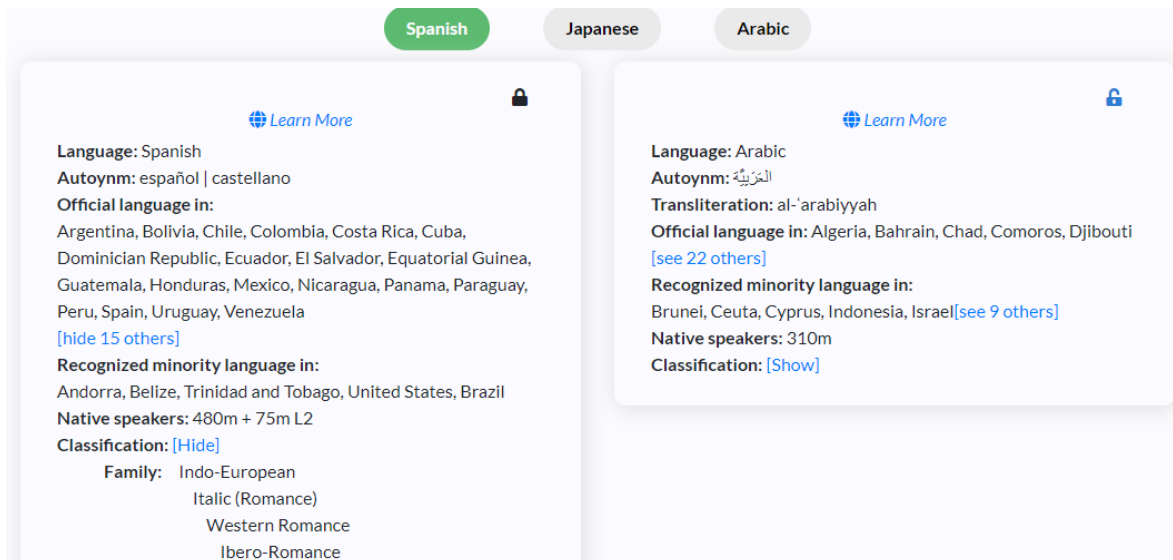 Spanish
Japanese
Arabic
Learn More
Language: Spanish
Autoynm: español | castellano
Official language in:
Argentina, Bolivia, Chile, Colombia, Costa Rica, Cuba,
Dominician Republic, Ecuador, El Salvador, Equatorial Guinea,
Guatemala, Honduras, Mexico, Nicaragua, Panama, Paraguay,
Peru, Spain, Uruguay, Venezuela
[hide 15 others]
Recognized minority language in:
Andorra, Belize, Trinidad and Tobago, United States, Brazil
Native speakers: 480m + 75m L2
Classification: [Hide]
Family: Indo-European
Italic (Romance)
Western Romance
Ibero-Romance
Learn More
Language: Arabic
Autoynm: العَرَبِيَّة
Transliteration: al-ʻarabiyyah
Official language in: Algeria, Bahrain, Chad, Comoros, Djibouti
[see 22 others]
Recognized minority language in:
Brunei, Ceuta, Cyprus, Indonesia, Israel[see 9 others]
Native speakers: 310m
Classification: [Show]